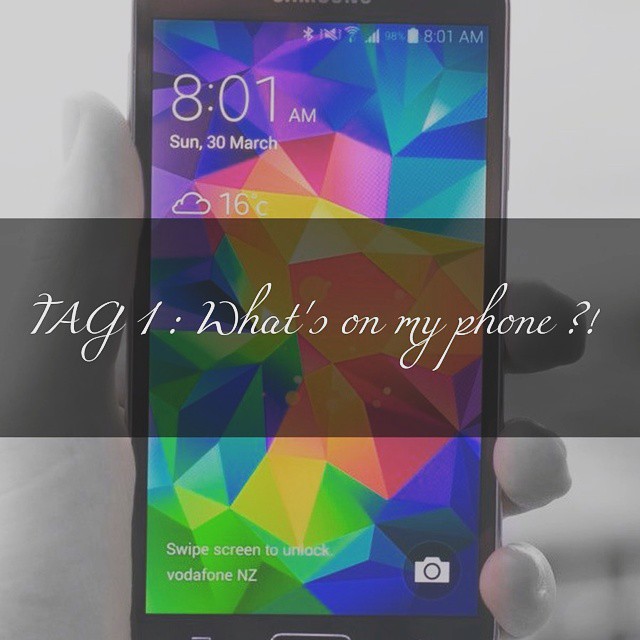 SAMSUNG
98% 8:01 AM
8:01 AM
Sun, 30 March
16°c
TAG 1 : What's on my phone ?!
Swipe screen to unlock
vodafone NZ